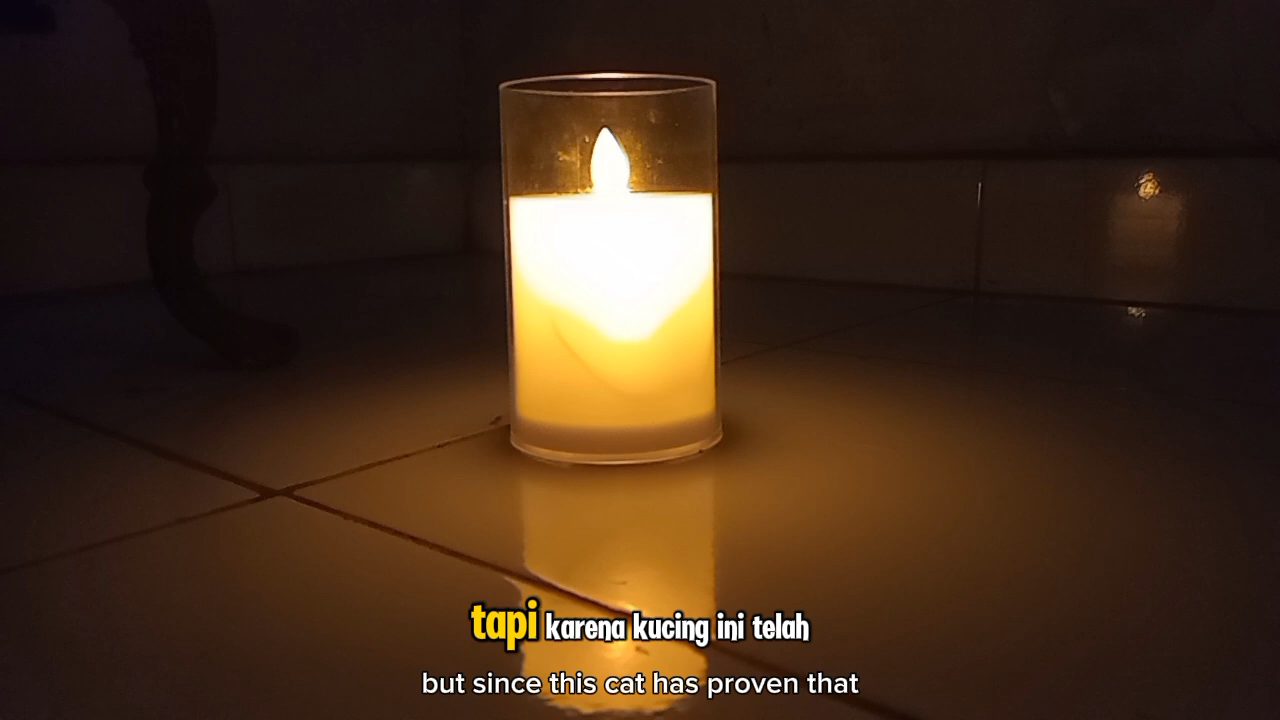 tapi karena kucing ini telah
but since this cat has proven that